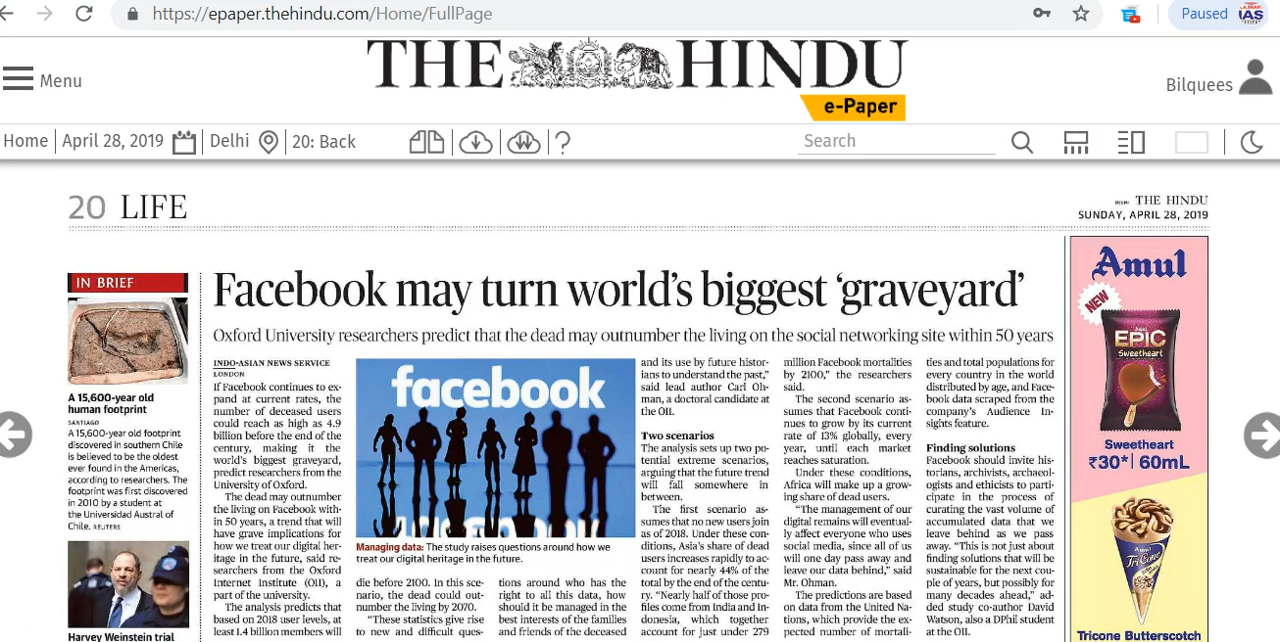 https://epaper.thehindu.com/Home/FullPage
Paused
IAS
Menu
THE HINDU
e-Paper
Bilquees
Home
April 28, 2019
Delhi
20: Back
?
Search
20 LIFE
DELHI THE HINDU
SUNDAY, APRIL 28, 2019
IN BRIEF
A 15,600-year old
human footprint
SANTIAGO
A 15,600-year old footprint
discovered in southern Chile
is believed to be the oldest
ever found in the Americas,
according to researchers. The
footprint was first discovered
in 2010 by a student at
the Universidad Austral of
Chile. REUTERS
Harvey Weinstein trial
Facebook may turn world’s biggest ‘graveyard’
Oxford University researchers predict that the dead may outnumber the living on the social networking site within 50 years
INDO-ASIAN NEWS SERVICE
LONDON
If Facebook continues to ex-
pand at current rates, the
number of deceased users
could reach as high as 4.9
billion before the end of the
century, making it the
world’s biggest graveyard,
predict researchers from the
University of Oxford.
The dead may outnumber
the living on Facebook with-
in 50 years, a trend that will
have grave implications for
how we treat our digital her-
itage in the future, said re-
searchers from the Oxford
Internet Institute (OII), a
part of the university.
The analysis predicts that
based on 2018 user levels, at
least 1.4 billion members will
facebook
Managing data: The study raises questions around how we
treat our digital heritage in the future.
die before 2100. In this sce-
nario, the dead could out-
number the living by 2070.
“These statistics give rise
to new and difficult ques-
tions around who has the
right to all this data, how
should it be managed in the
best interests of the families
and friends of the deceased
and its use by future histor-
ians to understand the past,”
said lead author Carl Oh-
man, a doctoral candidate at
the OII.
Two scenarios
The analysis sets up two po-
tential extreme scenarios,
arguing that the future trend
will fall somewhere in
between.
The first scenario as-
sumes that no new users join
as of 2018. Under these con-
ditions, Asia’s share of dead
users increases rapidly to ac-
count for nearly 44% of the
total by the end of the centu-
ry. “Nearly half of those pro-
files come from India and In-
donesia, which together
account for just under 279
million Facebook mortalities
by 2100,” the researchers
said.
The second scenario as-
sumes that Facebook conti-
nues to grow by its current
rate of 13% globally, every
year, until each market
reaches saturation.
Under these conditions,
Africa will make up a grow-
ing share of dead users.
“The management of our
digital remains will eventual-
ly affect everyone who uses
social media, since all of us
will one day pass away and
leave our data behind,” said
Mr. Ohman.
The predictions are based
on data from the United Na-
tions, which provide the ex-
pected number of mortali-
ties and total populations for
every country in the world
distributed by age, and Face-
book data scraped from the
company’s Audience In-
sights feature.
Finding solutions
Facebook should invite his-
torians, archivists, archaeol-
ogists and ethicists to parti-
cipate in the process of
curating the vast volume of
accumulated data that we
leave behind as we pass
away. “This is not just about
finding solutions that will be
sustainable for the next cou-
ple of years, but possibly for
many decades ahead,” ad-
ded study co-author David
Watson, also a DPhil student
at the OII.
Amul
NEW
EPIC
Sweetheart
Sweetheart
₹30*| 60mL
Amul
TriCone
Tricone Butterscotch